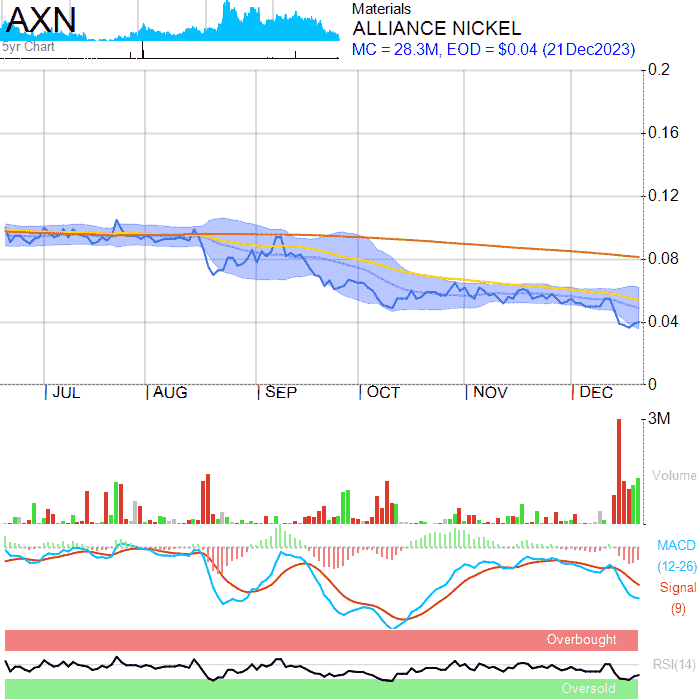 AXN
5yr Chart
Materials
ALLIANCE NICKEL
MC = 28.3M, EOD = $0.04 (21Dec2023)
0.2
0.16
0.12
0.08
0.04
0
JUL AUG SEP OCT NOV DEC
3M
Volume
MACD
(12-26)
Signal
(9)
Overbought
RSI(14)
Oversold